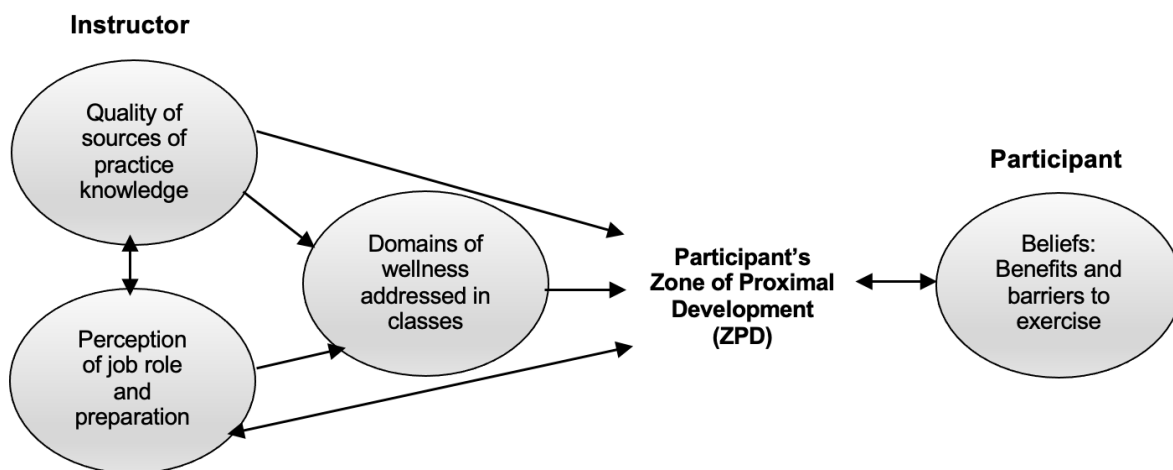 Instructor
Quality of
sources of
practice
knowledge
Perception
of job role
and
preparation
Domains of
wellness
addressed in
classes
Participant's
Zone of Proximal
Development
(ZPD)
Participant
Beliefs:
Benefits and
barriers to
exercise